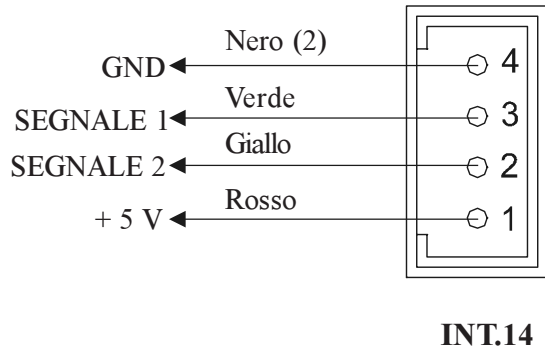 Nero (2)
GND 4
Verde
SEGNALE 1 3
Giallo
SEGNALE 2 2
Rosso
+ 5 V 1
INT.14